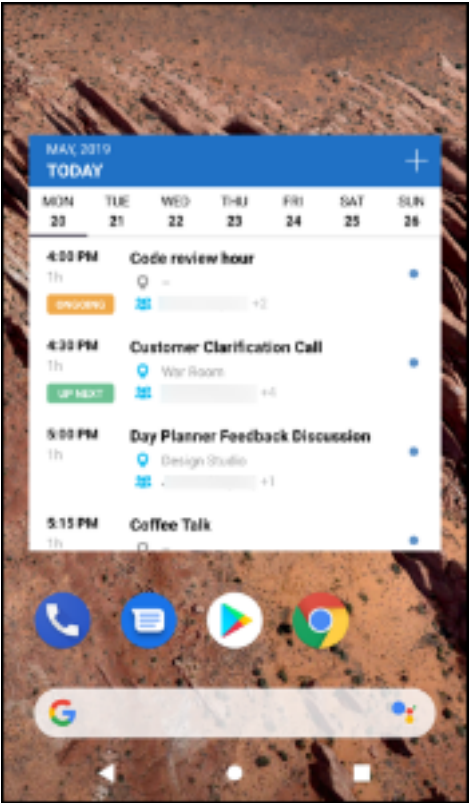 MAY, 2019
TODAY
MON TUE WED THU FRI SAT SUN
20 21 22 23 24 25 26
4:00 PM Code review hour
1h –
ONGOING +2
4:30 PM Customer Clarification Call
1h War Room
UP NEXT +4
5:00 PM Day Planner Feedback Discussion
1h Design Studio
+1
5:15 PM Coffee Talk
1h